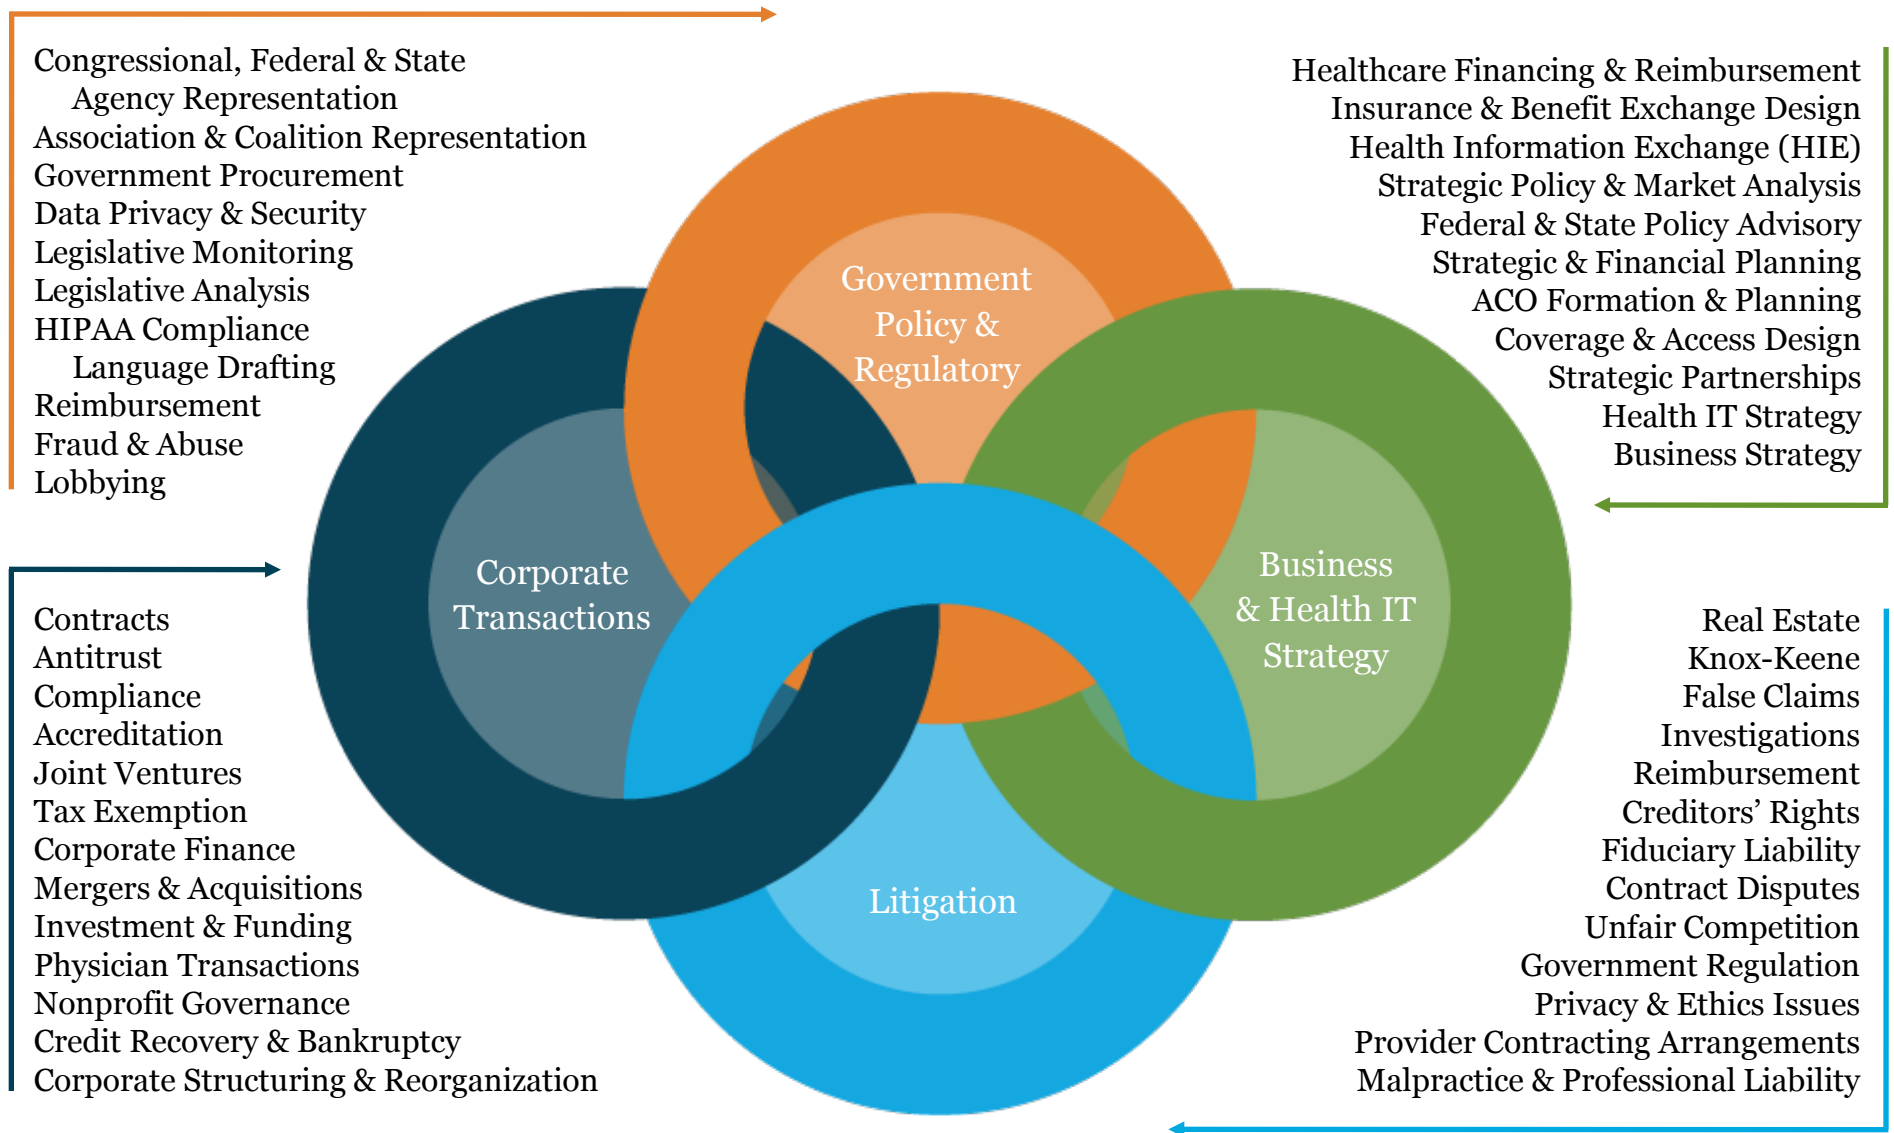 Congressional, Federal & State
Agency Representation
Association & Coalition Representation
Government Procurement
Data Privacy & Security
Legislative Monitoring
Legislative Analysis
HIPAA Compliance
Language Drafting
Reimbursement
Fraud & Abuse
Lobbying
Healthcare Financing & Reimbursement
Insurance & Benefit Exchange Design
Health Information Exchange (HIE)
Strategic Policy & Market Analysis
Federal & State Policy Advisory
Strategic & Financial Planning
ACO Formation & Planning
Coverage & Access Design
Strategic Partnerships
Health IT Strategy
Business Strategy
Government
Policy &
Regulatory
Corporate
Transactions
Business
& Health IT
Strategy
Litigation
Contracts
Antitrust
Compliance
Accreditation
Joint Ventures
Tax Exemption
Corporate Finance
Mergers & Acquisitions
Investment & Funding
Physician Transactions
Nonprofit Governance
Credit Recovery & Bankruptcy
Corporate Structuring & Reorganization
Real Estate
Knox-Keene
False Claims
Investigations
Reimbursement
Creditors’ Rights
Fiduciary Liability
Contract Disputes
Unfair Competition
Government Regulation
Privacy & Ethics Issues
Provider Contracting Arrangements
Malpractice & Professional Liability